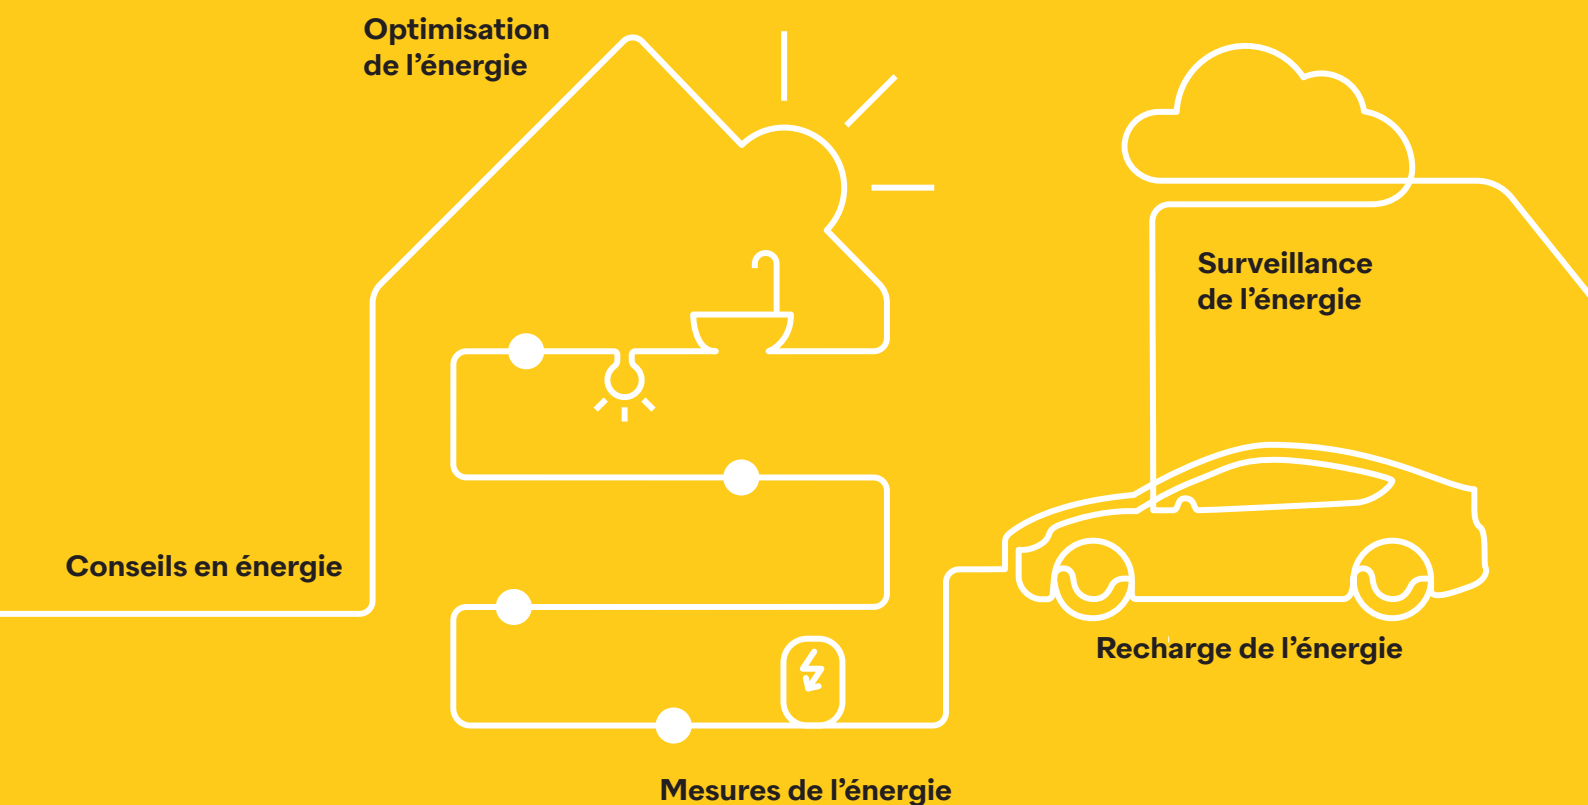 Optimisation
de l’énergie
Surveillance
de l’énergie
Conseils en énergie
Recharge de l’énergie
Mesures de l’énergie